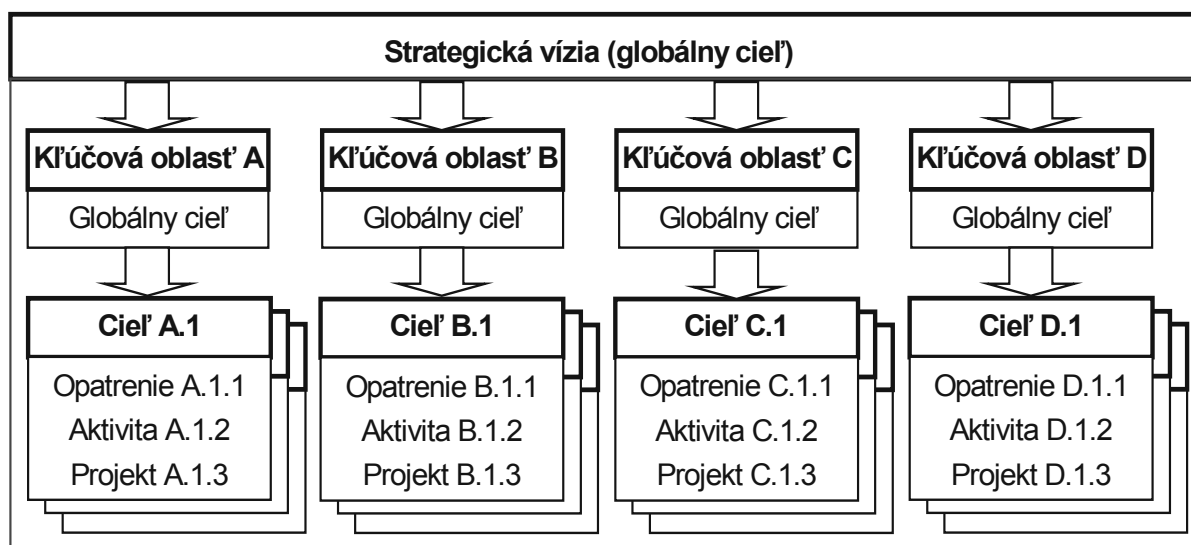 Strategická vízia (globálny cieľ)
Kľúčová oblasť A
Globálny cieľ
Kľúčová oblasť B
Globálny cieľ
Kľúčová oblasť C
Globálny cieľ
Kľúčová oblasť D
Globálny cieľ
Cieľ A.1
Opatrenie A.1.1
Aktivita A.1.2
Projekt A.1.3
Cieľ B.1
Opatrenie B.1.1
Aktivita B.1.2
Projekt B.1.3
Cieľ C.1
Opatrenie C.1.1
Aktivita C.1.2
Projekt C.1.3
Cieľ D.1
Opatrenie D.1.1
Aktivita D.1.2
Projekt D.1.3